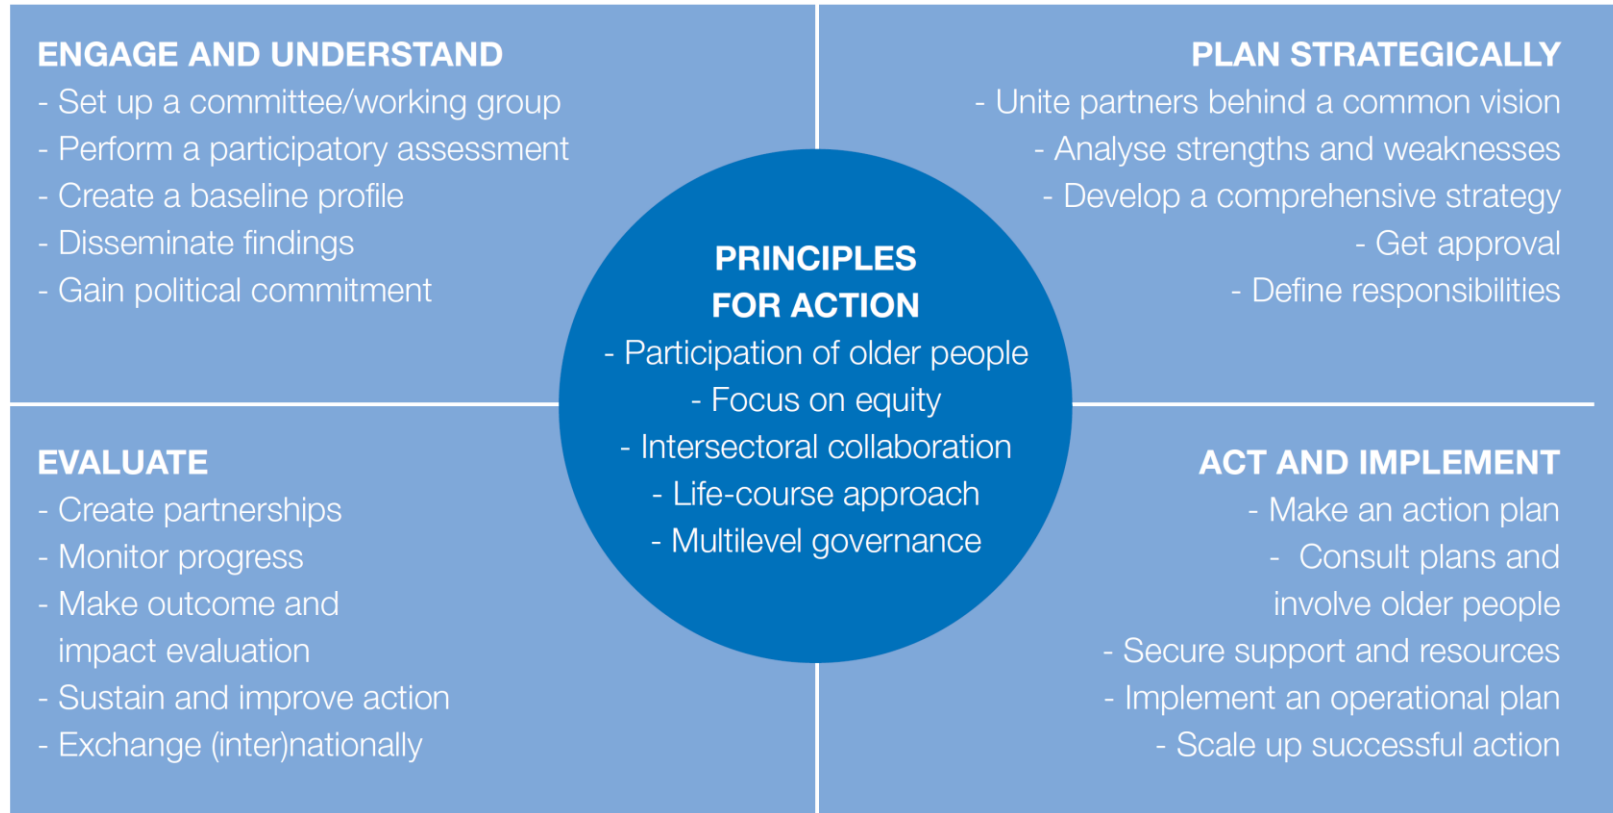 ENGAGE AND UNDERSTAND
- Set up a committee/working group
- Perform a participatory assessment
- Create a baseline profile
- Disseminate findings
- Gain political commitment
PLAN STRATEGICALLY
- Unite partners behind a common vision
- Analyse strengths and weaknesses
- Develop a comprehensive strategy
- Get approval
- Define responsibilities
PRINCIPLES
FOR ACTION
- Participation of older people
- Focus on equity
- Intersectoral collaboration
- Life-course approach
- Multilevel governance
EVALUATE
- Create partnerships
- Monitor progress
- Make outcome and
impact evaluation
- Sustain and improve action
- Exchange (inter)nationally
ACT AND IMPLEMENT
- Make an action plan
- Consult plans and
involve older people
- Secure support and resources
- Implement an operational plan
- Scale up successful action